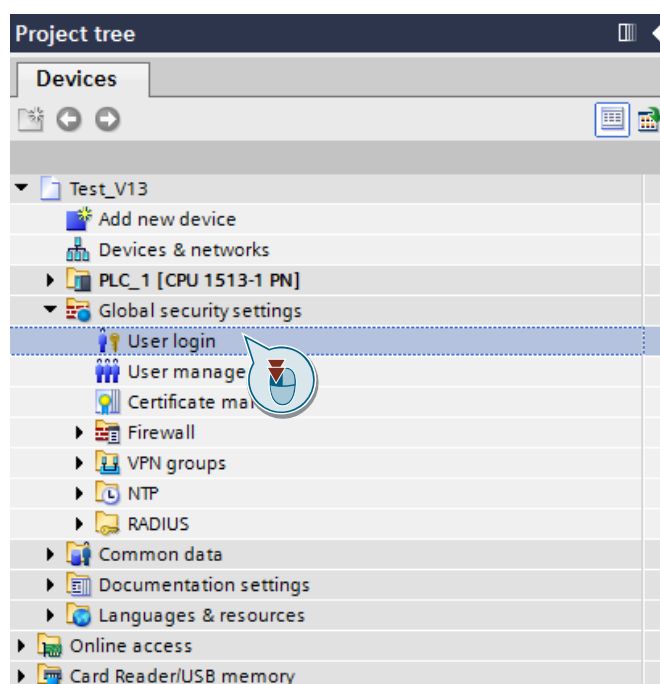 Project tree
Devices
Test_V13
Add new device
Devices & networks
PLC_1 [CPU 1513-1 PN]
Global security settings
User login
User manage
Certificate ma
Firewall
VPN groups
NTP
RADIUS
Common data
Documentation settings
Languages & resources
Online access
Card Reader/USB memory